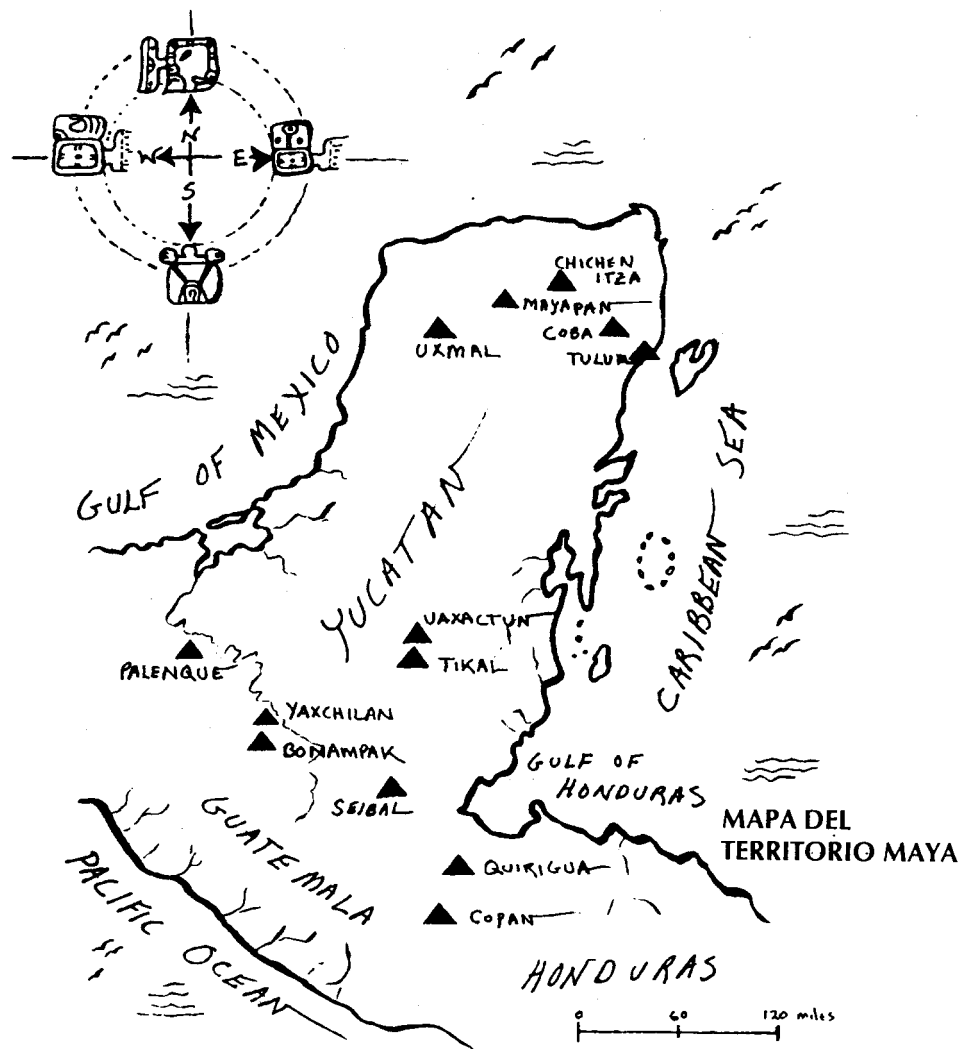 N
W E
S
CHICHEN
ITZA
MAYAPAN
COBA
UXMAL
TULUM
GULF OF MEXICO
CARIBBEAN SEA
YUCATAN
UAXACTUN
TIKAL
PALENQUE
YAXCHILAN
BONAMPAK
SEIBAL
GULF OF
HONDURAS
MAPA DEL
TERRITORIO MAYA
GUATEMALA
PACIFIC OCEAN
QUIRIGUA
COPAN
HONDURAS
0 60 120 miles